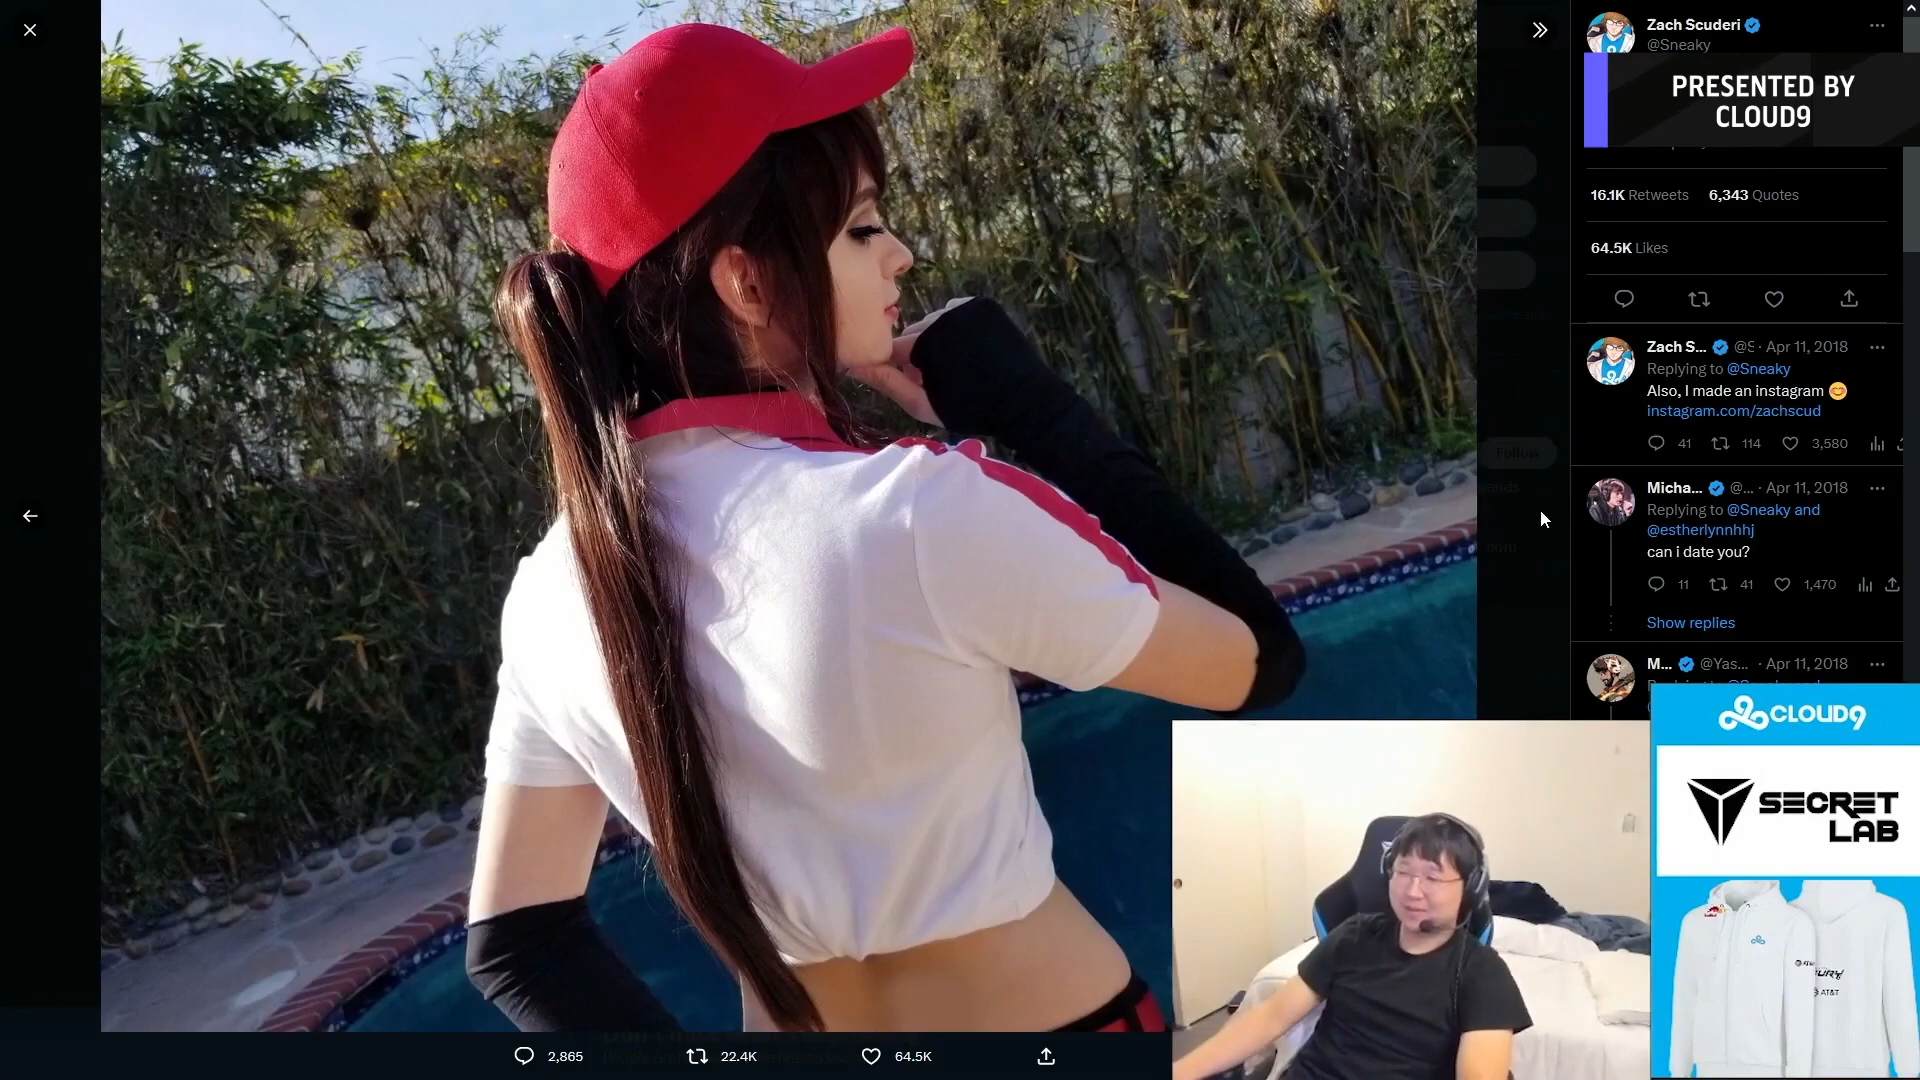 Zach Scuderi
@Sneaky
PRESENTED BY
CLOUD9
16.1K Retweets 6,343 Quotes
64.5K Likes
Zach S... @S · Apr 11, 2018
Replying to @Sneaky
Also, I made an instagram 😊
instagram.com/zachscud
41 114 3,580
Follow
Micha... @... · Apr 11, 2018
Replying to @Sneaky and
@estherlynnhhj
can i date you?
11 41 1,470
Show replies
M... @Yas... · Apr 11, 2018
CLOUD9
SECRET
LAB
AT&T
2,865 22.4K 64.5K